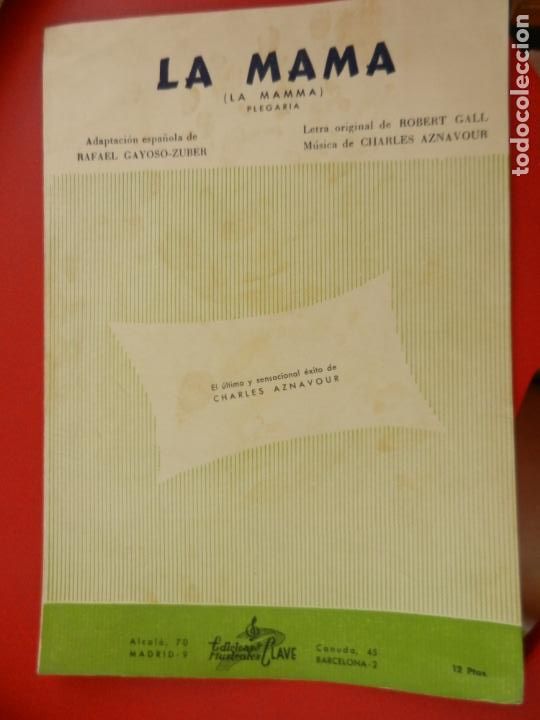 LA MAMA
(LA MAMMA)
PLEGARIA
Adaptación española de
RAFAEL GAYOSO-ZUBER
Letra original de ROBERT GALL
Música de CHARLES AZNAVOUR
El último y sensacional éxito de
CHARLES AZNAVOUR
Alcalá, 70
MADRID-9
Ediciones
Musicales CLAVE
Canuda, 45
BARCELONA-2
12 Ptas.
todocoleccion